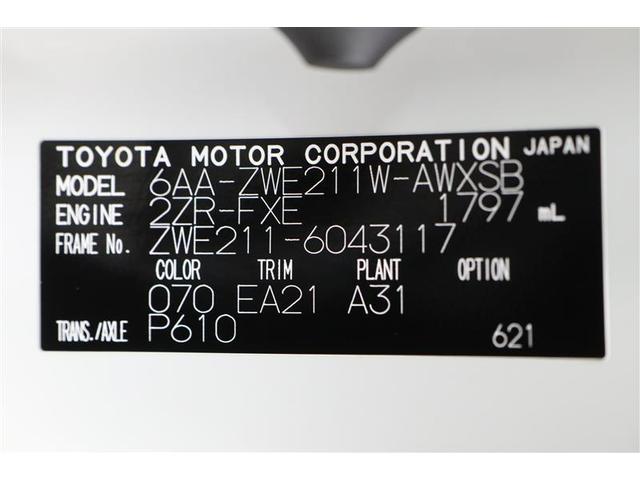 TOYOTA MOTOR CORPORATION JAPAN
MODEL 6AA-ZWE211W-AWXSB
ENGINE 2ZR-FXE 1797 mL
FRAME No. ZWE211-6043117
COLOR TRIM PLANT OPTION
070 EA21 A31
TRANS./AXLE P610 621